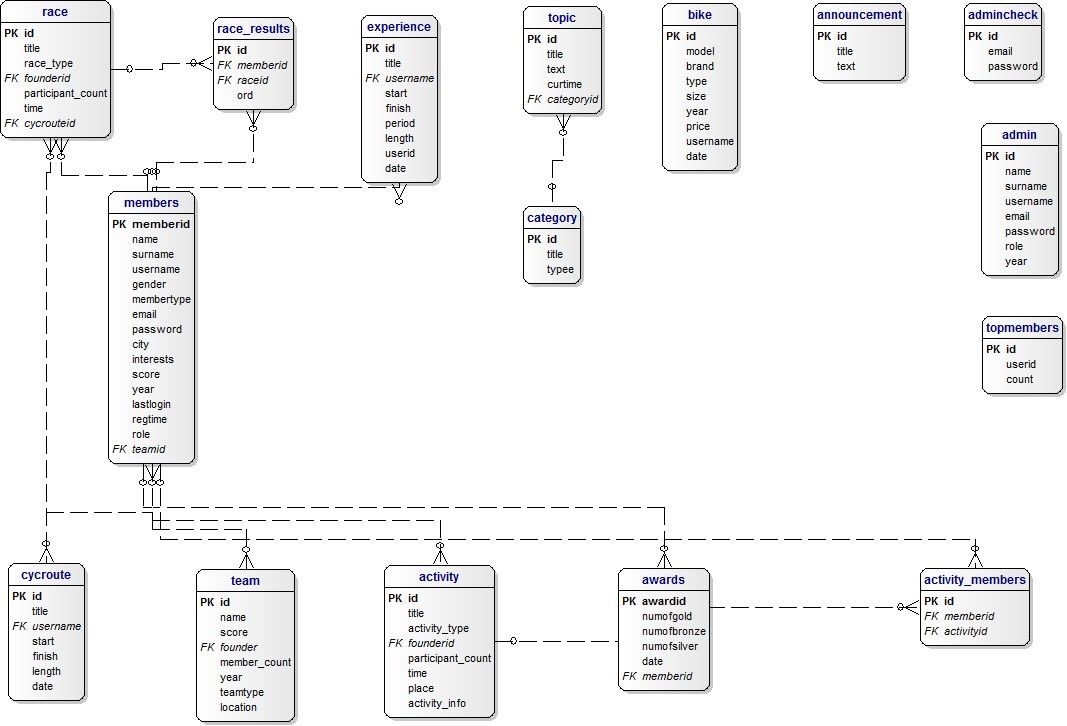 race
PK id
title
race_type
FK founderid
participant_count
time
FK cycrouteid
race_results
PK id
FK memberid
FK raceid
ord
experience
PK id
title
FK username
start
finish
period
length
userid
date
topic
PK id
title
text
curtime
FK categoryid
bike
PK id
model
brand
type
size
year
price
username
date
announcement
PK id
title
text
admincheck
PK id
email
password
admin
PK id
name
surname
username
email
password
role
year
members
PK memberid
name
surname
username
gender
membertype
email
password
city
interests
score
year
lastlogin
regtime
role
FK teamid
category
PK id
title
typee
topmembers
PK id
userid
count
cycroute
PK id
title
FK username
start
finish
length
date
team
PK id
name
score
FK founder
member_count
year
teamtype
location
activity
PK id
title
activity_type
FK founderid
participant_count
time
place
activity_info
awards
PK awardid
numofgold
numofbronze
numofsilver
date
FK memberid
activity_members
PK id
FK memberid
FK activityid